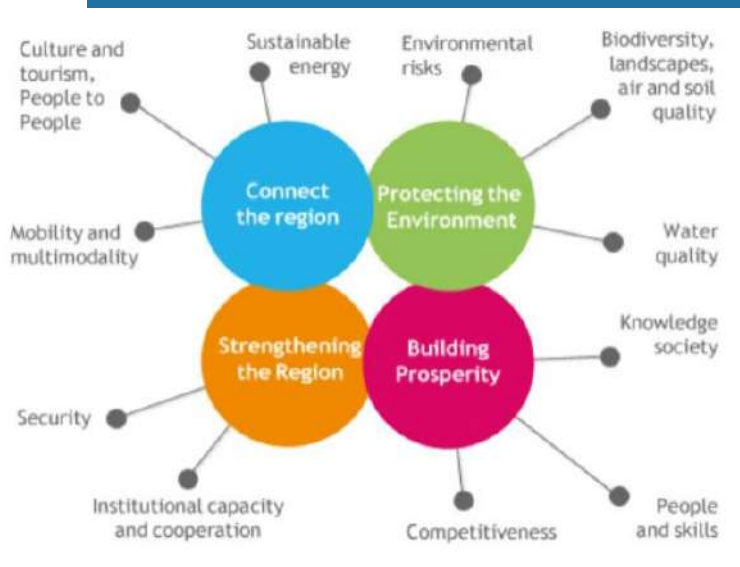 Culture and
tourism,
People to
People
Sustainable
energy
Environmental
risks
Biodiversity,
landscapes,
air and soil
quality
Connect
the region
Protecting the
Environment
Mobility and
multimodality
Water
quality
Strengthening
the Region
Building
Prosperity
Knowledge
society
Security
Institutional capacity
and cooperation
Competitiveness
People
and skills